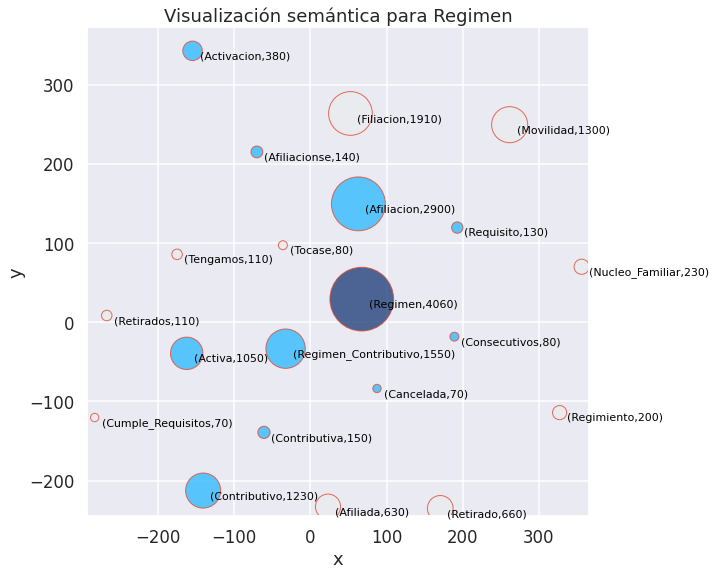 Visualización semántica para Regimen
(Activacion,380)
300
(Filiacion,1910)
(Movilidad,1300)
(Afiliacionse,140)
200
(Afiliacion,2900)
(Requisito,130)
100
(Tocase,80)
(Tengamos,110)
y
(Nucleo_Familiar,230)
(Regimen,4060)
0
(Retirados,110)
(Consecutivos,80)
(Regimen_Contributivo,1550)
(Activa,1050)
−100
(Cancelada,70)
(Regimiento,200)
(Cumple_Requisitos,70)
(Contributiva,150)
−200
(Contributivo,1230)
(Afiliada,630)
(Retirado,660)
−200 −100 0 100 200 300
x